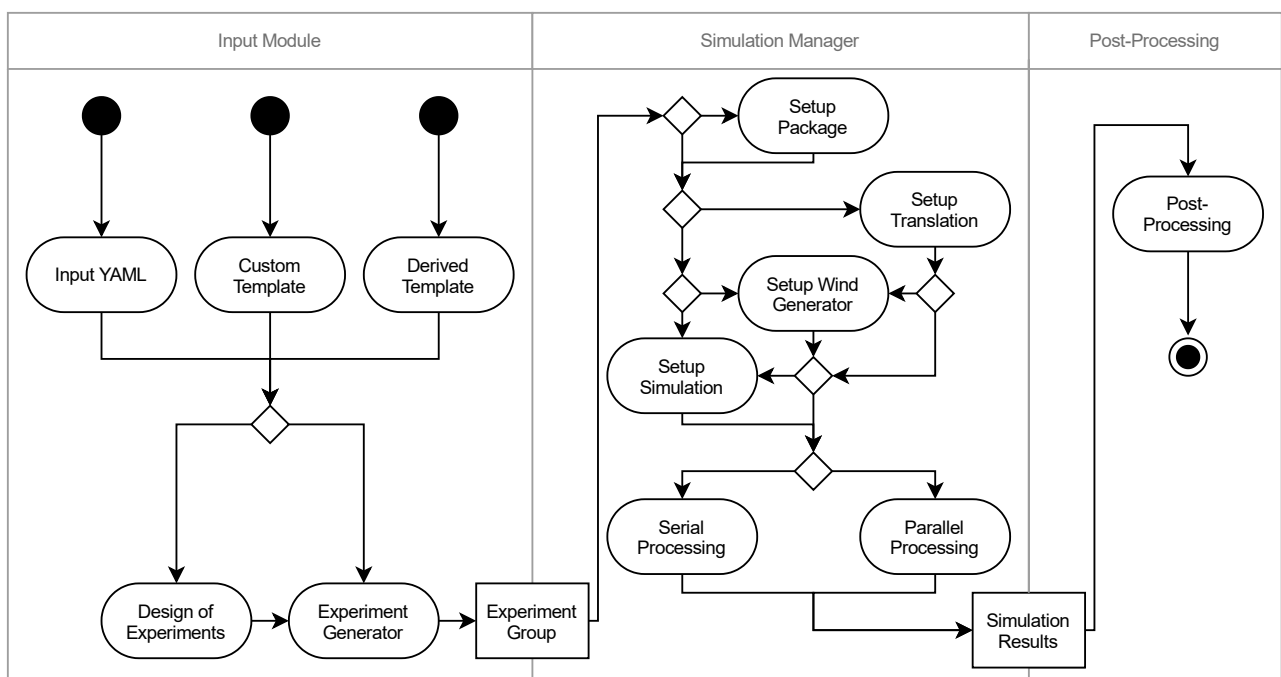 Input Module
Simulation Manager
Post-Processing
Input YAML
Custom
Template
Derived
Template
Design of
Experiments
Experiment
Generator
Experiment
Group
Setup
Package
Setup
Translation
Setup Wind
Generator
Setup
Simulation
Serial
Processing
Parallel
Processing
Simulation
Results
Post-
Processing